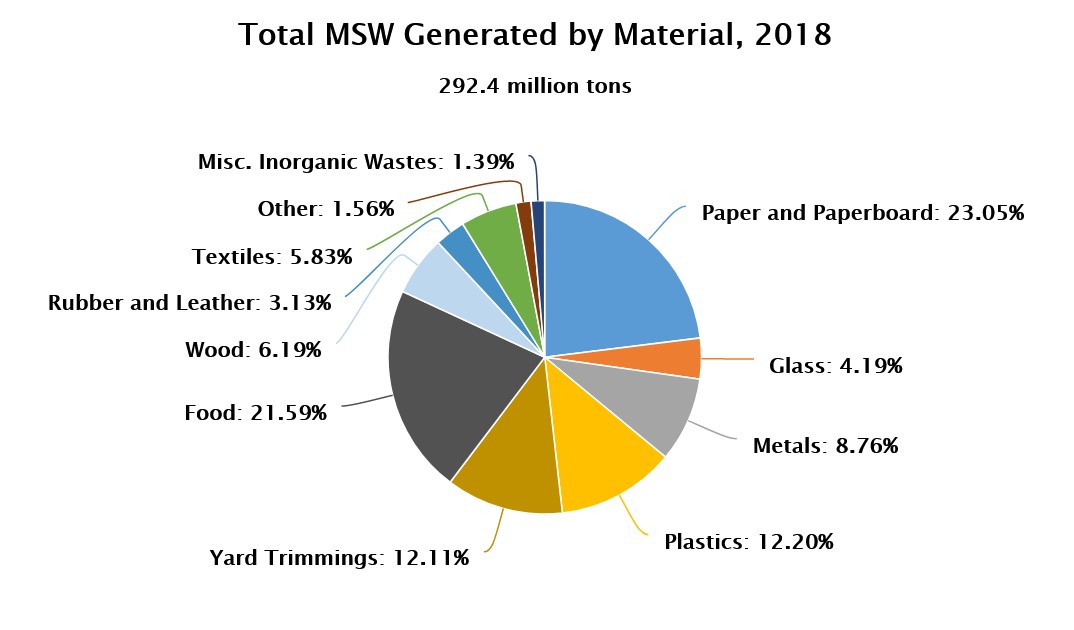 Total MSW Generated by Material, 2018
292.4 million tons
Misc. Inorganic Wastes: 1.39%
Other: 1.56%
Paper and Paperboard: 23.05%
Textiles: 5.83%
Rubber and Leather: 3.13%
Wood: 6.19%
Glass: 4.19%
Food: 21.59%
Metals: 8.76%
Plastics: 12.20%
Yard Trimmings: 12.11%